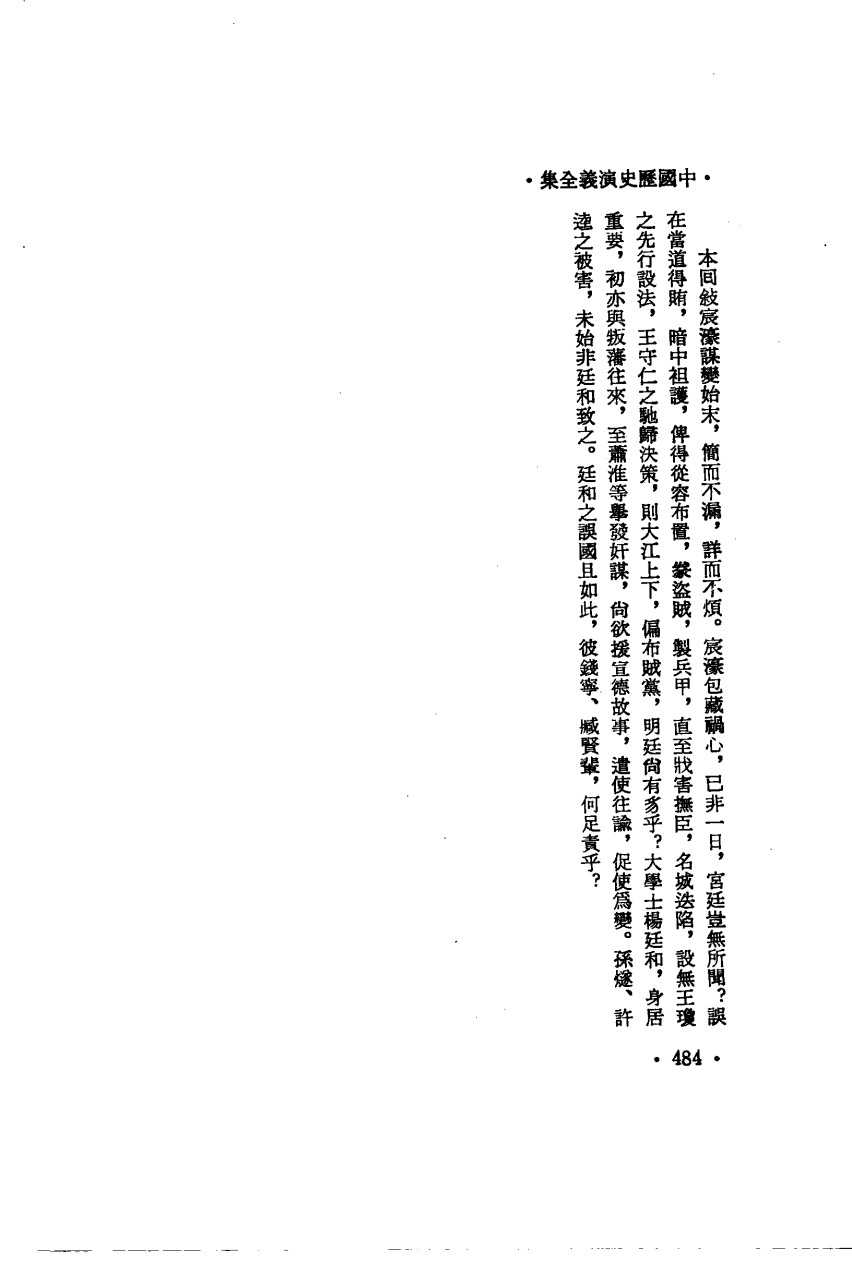 •中國歷史演義全集•
本回敍宸濠謀變始末，簡而不漏，詳而不煩。宸濠包藏禍心，已非一日，宮廷豈無所聞？誤
在當道得賄，暗中袒護，俾得從容布置，豢盜賊，製兵甲，直至戕害撫臣，名城迭陷，設無王瓊
之先行設法，王守仁之馳歸決策，則大江上下，偏布賊黨，明廷尙有豸乎？大學士楊廷和，身居
重要，初亦與叛藩往來，至蕭淮等擧發奸謀，尙欲援宣德故事，遣使往諭，促使爲變。孫燧、許
逵之被害，未始非廷和致之。廷和之誤國且如此，彼錢寧、臧賢輩，何足責乎？
• 484 •